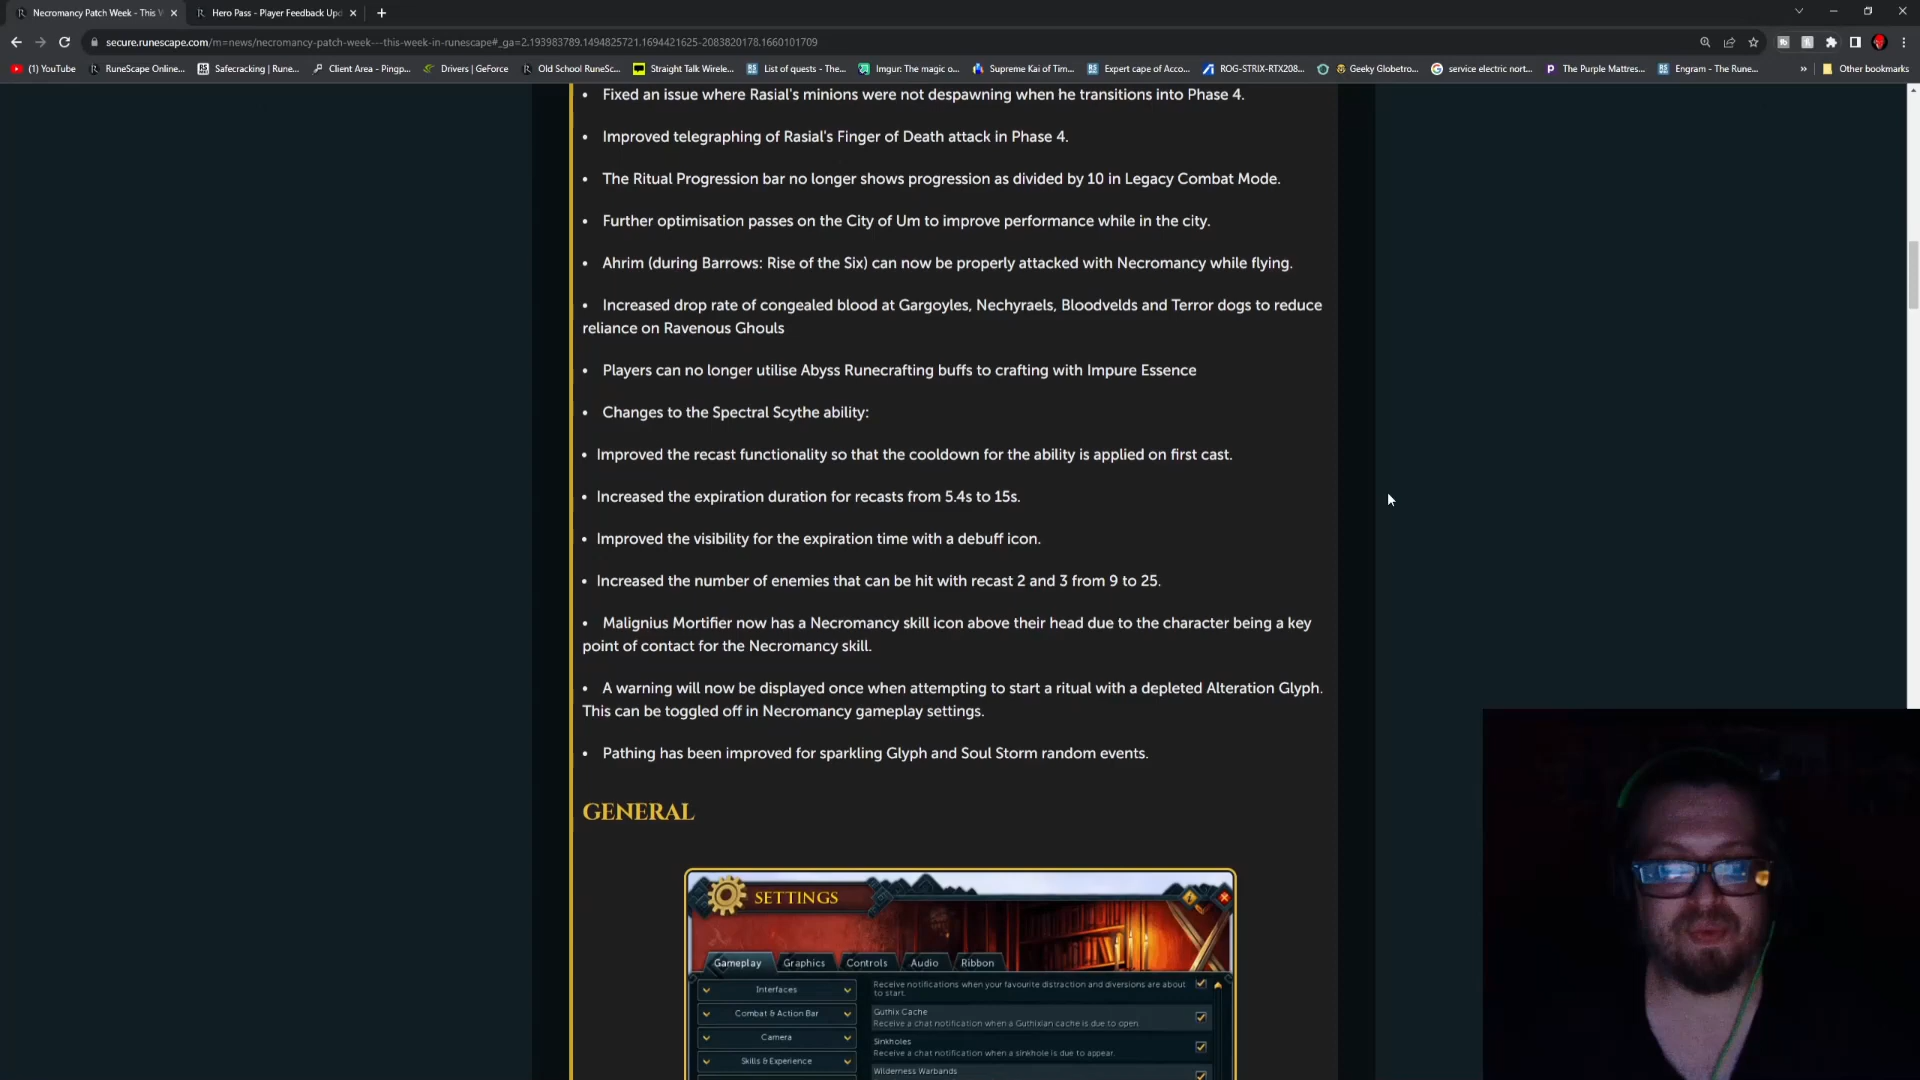 Necromancy Patch Week - This W
Hero Pass - Player Feedback Upd
secure.runescape.com/m=news/necromancy-patch-week---this-week-in-runescape#_ga=2.193983789.1494825721.1694421625-2083820178.1660101709
(1) YouTube
RuneScape Online...
Safecracking | Rune...
Client Area - Pingp...
Drivers | GeForce
Old School RuneSc...
Straight Talk Wirele...
List of quests - The...
Imgur: The magic o...
Supreme Kai of Tim...
Expert cape of Acco...
ROG-STRIX-RTX208...
Geeky Globetro...
service electric nort...
The Purple Mattres...
Engram - The Rune...
»
Other bookmarks
• Fixed an issue where Rasial's minions were not despawning when he transitions into Phase 4.
• Improved telegraphing of Rasial's Finger of Death attack in Phase 4.
• The Ritual Progression bar no longer shows progression as divided by 10 in Legacy Combat Mode.
• Further optimisation passes on the City of Um to improve performance while in the city.
• Ahrim (during Barrows: Rise of the Six) can now be properly attacked with Necromancy while flying.
• Increased drop rate of congealed blood at Gargoyles, Nechyraels, Bloodvelds and Terror dogs to reduce
reliance on Ravenous Ghouls
• Players can no longer utilise Abyss Runecrafting buffs to crafting with Impure Essence
• Changes to the Spectral Scythe ability:
• Improved the recast functionality so that the cooldown for the ability is applied on first cast.
• Increased the expiration duration for recasts from 5.4s to 15s.
• Improved the visibility for the expiration time with a debuff icon.
• Increased the number of enemies that can be hit with recast 2 and 3 from 9 to 25.
• Malignius Mortifier now has a Necromancy skill icon above their head due to the character being a key
point of contact for the Necromancy skill.
• A warning will now be displayed once when attempting to start a ritual with a depleted Alteration Glyph.
This can be toggled off in Necromancy gameplay settings.
• Pathing has been improved for sparkling Glyph and Soul Storm random events.
GENERAL
SETTINGS
Gameplay Graphics Controls Audio Ribbon
Interfaces
Combat & Action Bar
Camera
Skills & Experience
Receive notifications when your favourite distraction and diversions are about
to start.
Guthix Cache
Receive a chat notification when a Guthixian cache is due to open.
Sinkholes
Receive a chat notification when a sinkhole is due to appear.
Wilderness Warbands